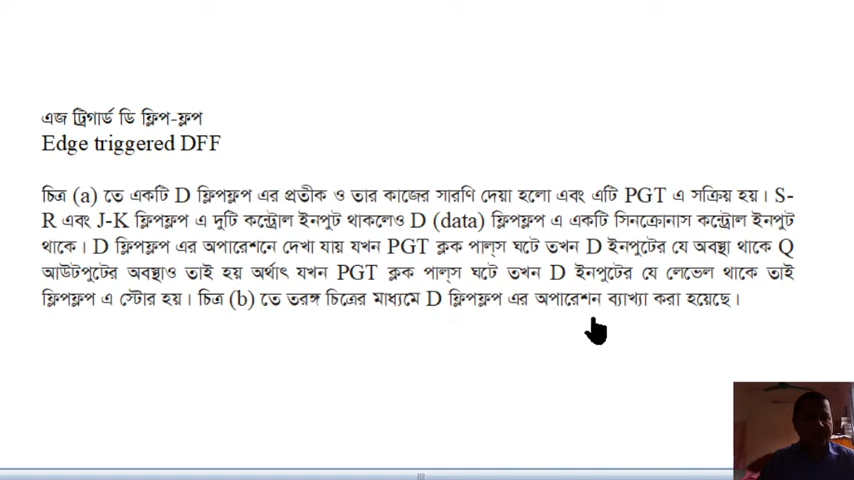 এজ ট্রিগার্ড ডি ফ্লিপ-ফ্লপ
Edge triggered DFF
চিত্র (a) তে একটি D ফ্লিপফ্লপ এর প্রতীক ও তার কাজের সারণি দেয়া হলো এবং এটি PGT এ সক্রিয় হয়। S-
R এবং J-K ফ্লিপফ্লপ এ দুটি কন্ট্রোল ইনপুট থাকলেও D (data) ফ্লিপফ্লপ এ একটি সিনক্রোনাস কন্ট্রোল ইনপুট
থাকে। D ফ্লিপফ্লপ এর অপারেশনে দেখা যায় যখন PGT ক্লক পাল্স ঘটে তখন D ইনপুটের যে অবস্থা থাকে Q
আউটপুটের অবস্থাও তাই হয় অর্থাৎ যখন PGT ক্লক পাল্স ঘটে তখন D ইনপুটের যে লেভেল থাকে তাই
ফ্লিপফ্লপ এ স্টোর হয়। চিত্র (b) তে তরঙ্গ চিত্রের মাধ্যমে D ফ্লিপফ্লপ এর অপারেশন ব্যাখ্যা করা হয়েছে।